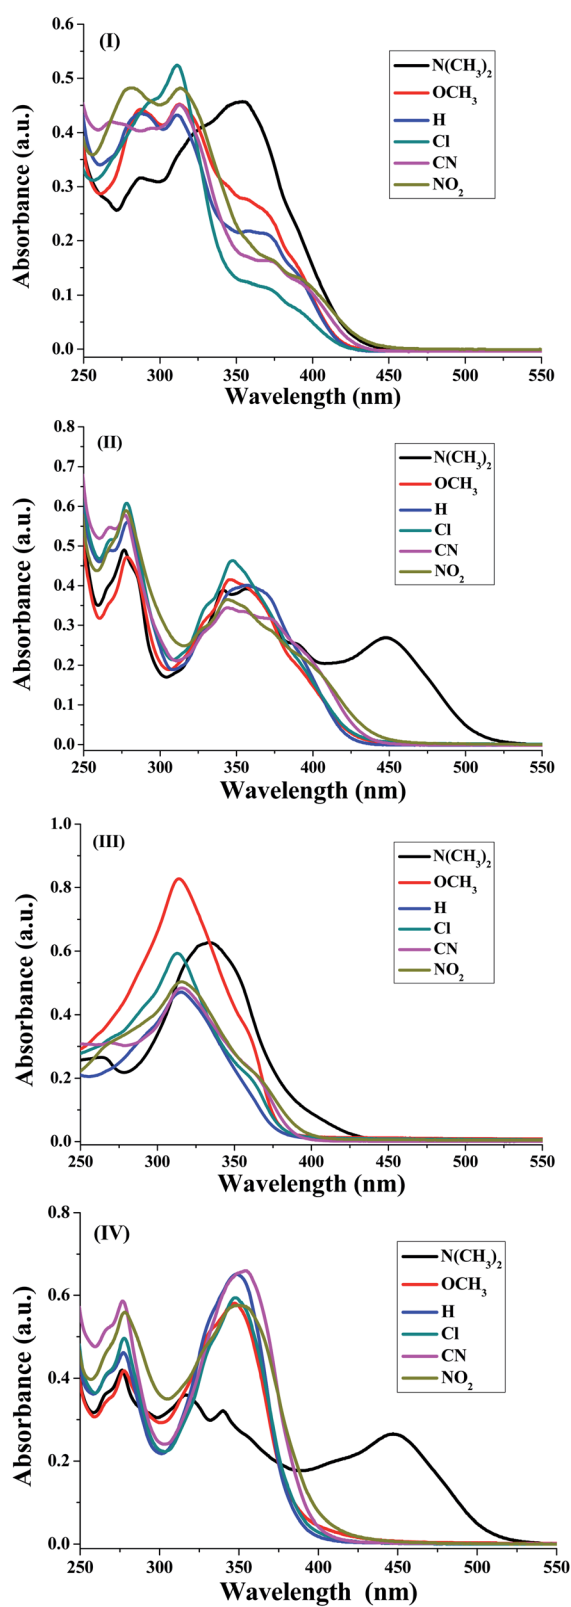 (I)
N(CH₃)₂
OCH₃
H
Cl
CN
NO₂
Absorbance (a.u.)
0.6
0.5
0.4
0.3
0.2
0.1
0.0
250 300 350 400 450 500 550
Wavelength (nm)
(II)
N(CH₃)₂
OCH₃
H
Cl
CN
NO₂
Absorbance (a.u.)
0.8
0.7
0.6
0.5
0.4
0.3
0.2
0.1
0.0
250 300 350 400 450 500 550
Wavelength (nm)
(III)
N(CH₃)₂
OCH₃
H
Cl
CN
NO₂
Absorbance (a.u.)
1.0
0.8
0.6
0.4
0.2
0.0
250 300 350 400 450 500 550
Wavelength (nm)
(IV)
N(CH₃)₂
OCH₃
H
Cl
CN
NO₂
Absorbance (a.u.)
0.8
0.6
0.4
0.2
0.0
250 300 350 400 450 500 550
Wavelength (nm)